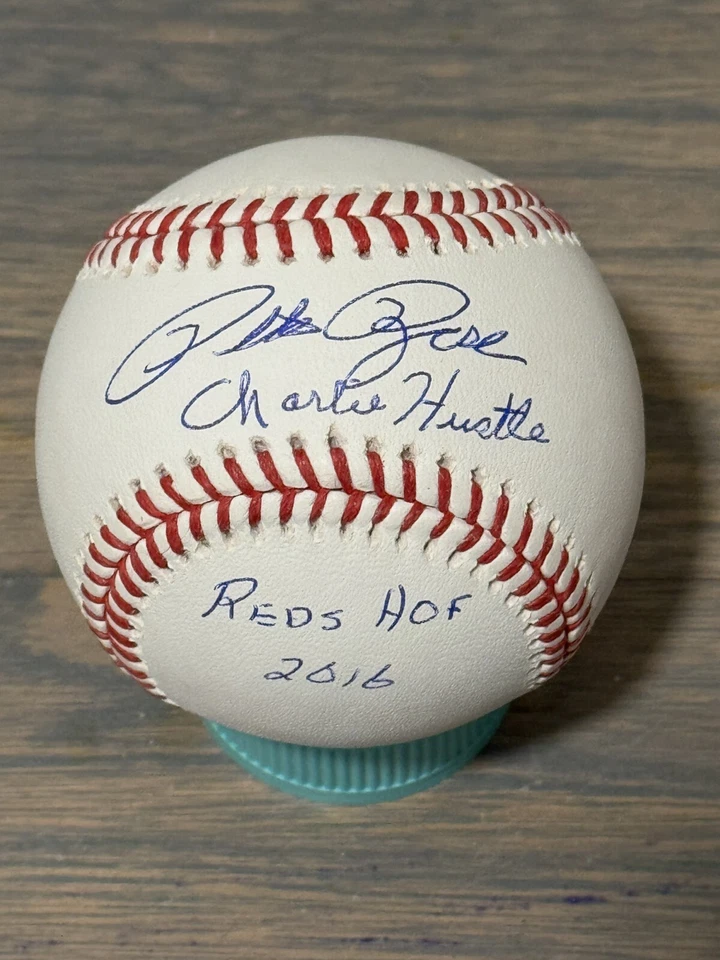 Pete Rose
Charlie Hustle
REDS HOF
2016